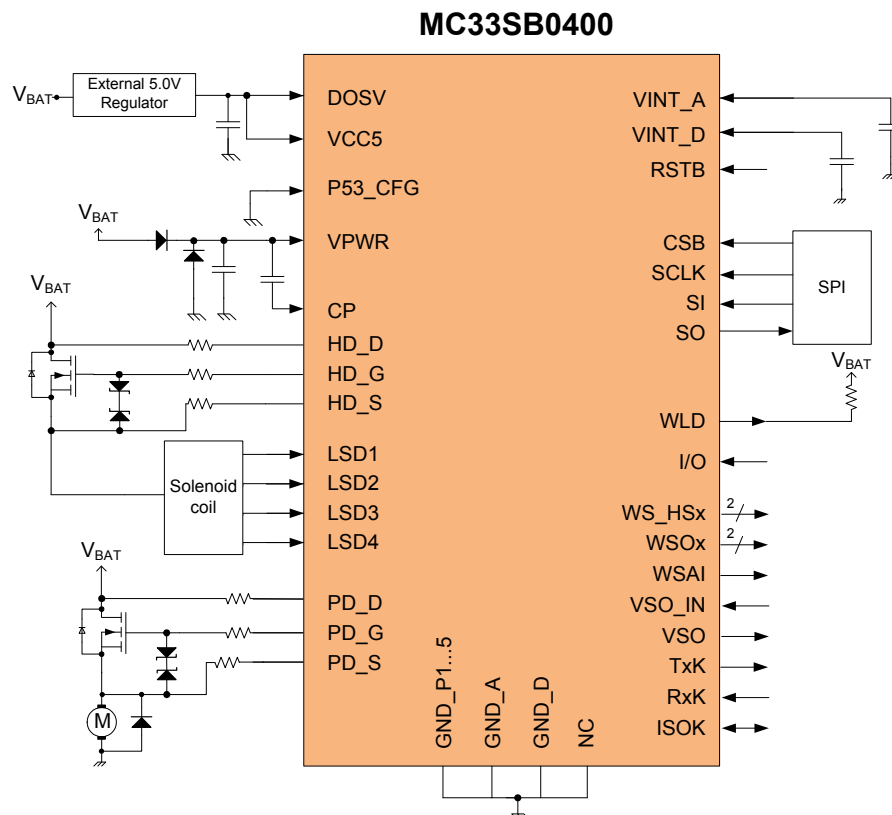 MC33SB0400
VBAT
External 5.0V
Regulator
DOSV
VCC5
P53_CFG
VBAT
VPWR
CP
VBAT
HD_D
HD_G
HD_S
Solenoid
coil
LSD1
LSD2
LSD3
LSD4
VBAT
PD_D
PD_G
PD_S
M
GND_P1...5
GND_A
GND_D
NC
VINT_A
VINT_D
RSTB
CSB
SCLK
SI
SO
SPI
VBAT
WLD
I/O
WS_HSx
2
WSOx
2
WSAI
VSO_IN
VSO
TxK
RxK
ISOK